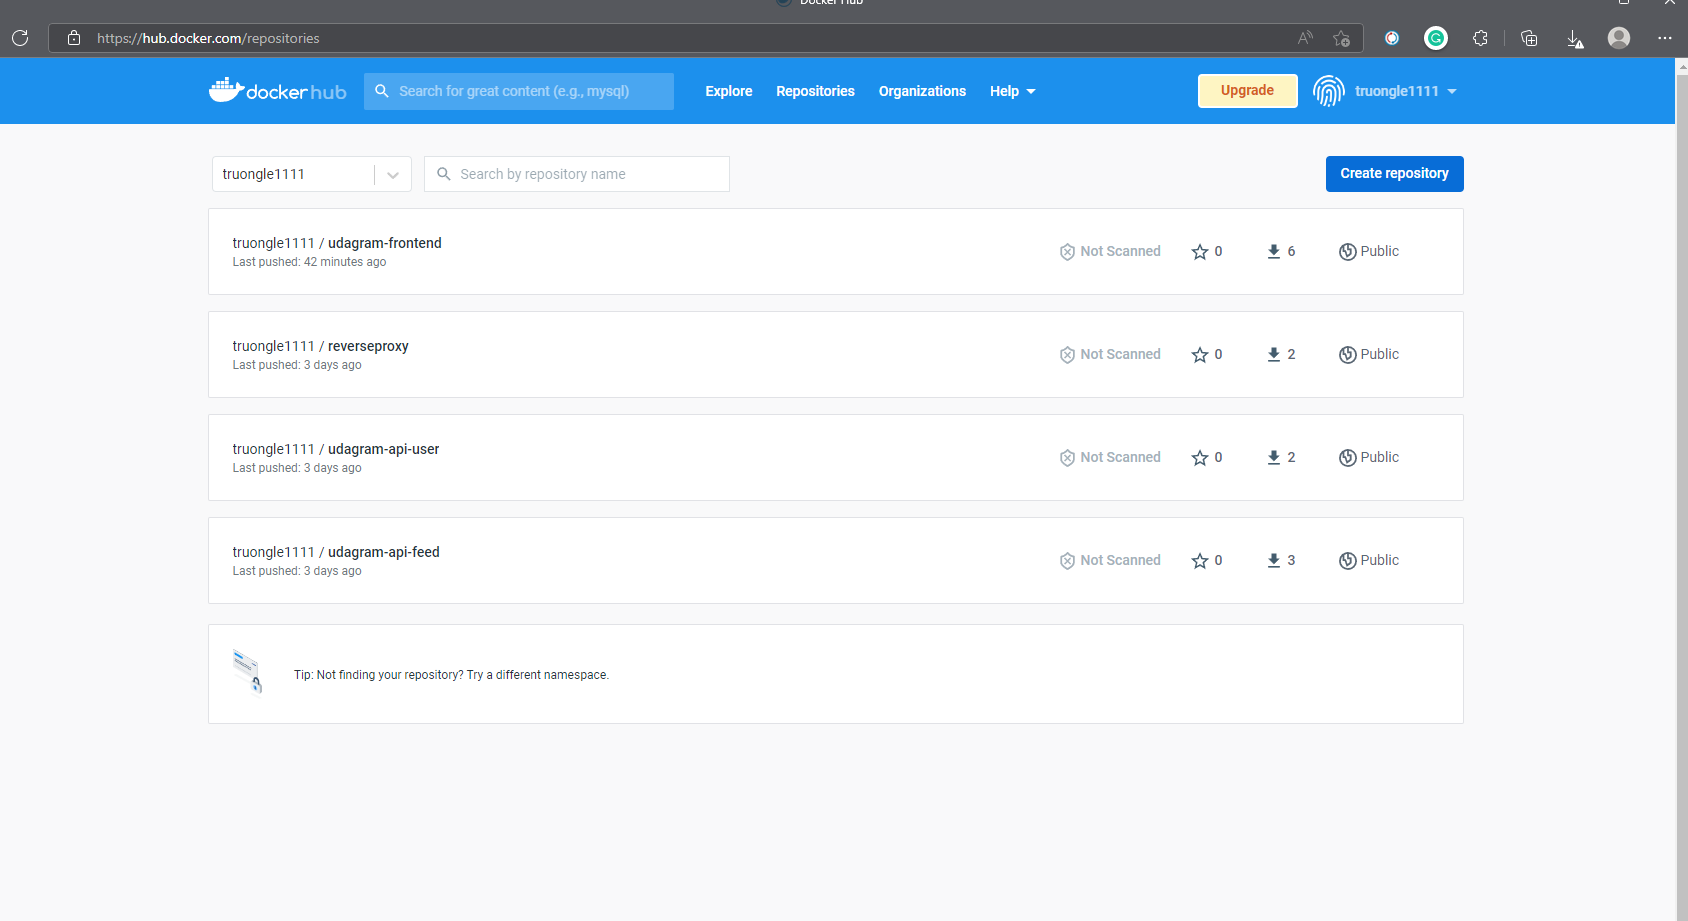 Docker Hub
https://hub.docker.com/repositories
docker hub
Search for great content (e.g., mysql)
Explore
Repositories
Organizations
Help
Upgrade
truongle1111
truongle1111
Search by repository name
Create repository
truongle1111 / udagram-frontend
Last pushed: 42 minutes ago
Not Scanned
0
6
Public
truongle1111 / reverseproxy
Last pushed: 3 days ago
Not Scanned
0
2
Public
truongle1111 / udagram-api-user
Last pushed: 3 days ago
Not Scanned
0
2
Public
truongle1111 / udagram-api-feed
Last pushed: 3 days ago
Not Scanned
0
3
Public
Tip: Not finding your repository? Try a different namespace.